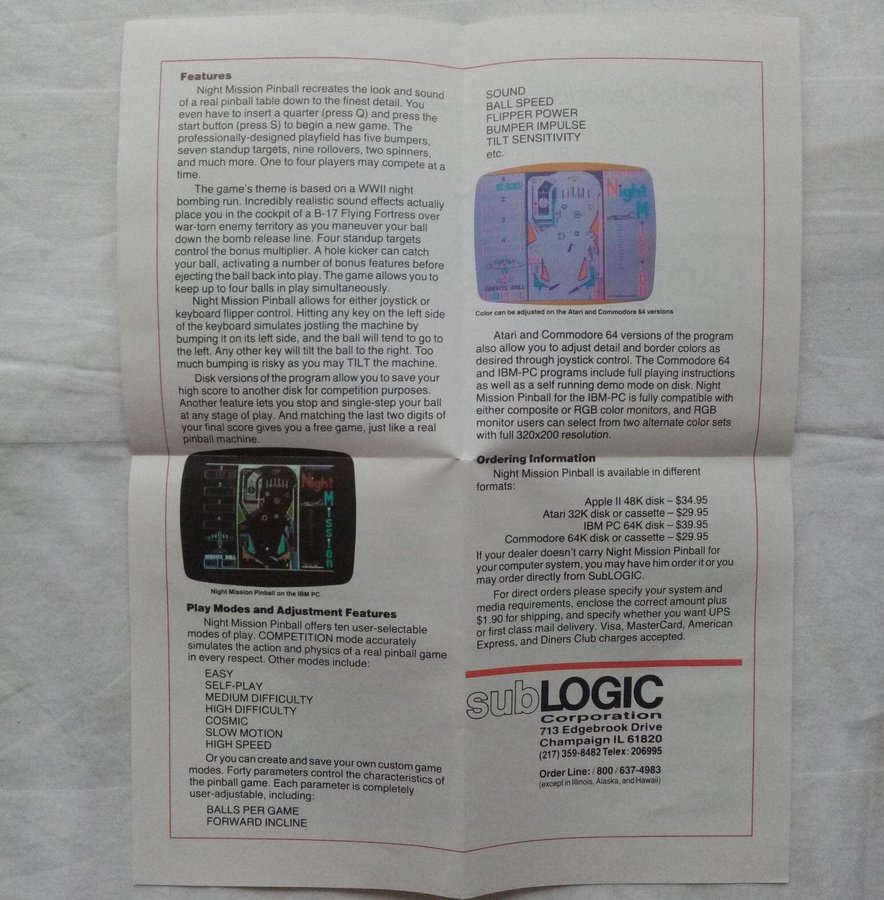 Features
Night Mission Pinball recreates the look and sound
of a real pinball table down to the finest detail. You
even have to insert a quarter (press Q) and press the
start button (press S) to begin a new game. The
professionally-designed playfield has five bumpers,
seven standup targets, nine rollovers, two spinners,
and much more. One to four players may compete at a
time.
The game's theme is based on a WWII night
bombing run. Incredibly realistic sound effects actually
place you in the cockpit of a B-17 Flying Fortress over
war-torn enemy territory as you maneuver your ball
down the bomb release line. Four standup targets
control the bonus multiplier. A hole kicker can catch
your ball, activating a number of bonus features before
ejecting the ball back into play. The game allows you to
keep up to four balls in play simultaneously.
Night Mission Pinball allows for either joystick or
keyboard flipper control. Hitting any key on the left side
of the keyboard simulates jostling the machine by
bumping it on its left side, and the ball will tend to go to
the left. Any other key will tilt the ball to the right. Too
much bumping is risky as you may TILT the machine.
Disk versions of the program allow you to save your
high score to another disk for competition purposes.
Another feature lets you stop and single-step your ball
at any stage of play. And matching the last two digits of
your final score gives you a free game, just like a real
pinball machine.
Night
Mission
Night Mission Pinball on the IBM PC
Play Modes and Adjustment Features
Night Mission Pinball offers ten user-selectable
modes of play. COMPETITION mode accurately
simulates the action and physics of a real pinball game
in every respect. Other modes include:
EASY
SELF-PLAY
MEDIUM DIFFICULTY
HIGH DIFFICULTY
COSMIC
SLOW MOTION
HIGH SPEED
Or you can create and save your own custom game
modes. Forty parameters control the characteristics of
the pinball game. Each parameter is completely
user-adjustable, including:
BALLS PER GAME
FORWARD INCLINE
SOUND
BALL SPEED
FLIPPER POWER
BUMPER IMPULSE
TILT SENSITIVITY
etc.
Night
Color can be adjusted on the Atari and Commodore 64 versions
Atari and Commodore 64 versions of the program
also allow you to adjust detail and border colors as
desired through joystick control. The Commodore 64
and IBM-PC programs include full playing instructions
as well as a self running demo mode on disk. Night
Mission Pinball for the IBM-PC is fully compatible with
either composite or RGB color monitors, and RGB
monitor users can select from two alternate color sets
with full 320x200 resolution.
Ordering Information
Night Mission Pinball is available in different
formats:
Apple II 48K disk – $34.95
Atari 32K disk or cassette – $29.95
IBM PC 64K disk – $39.95
Commodore 64K disk or cassette – $29.95
If your dealer doesn't carry Night Mission Pinball for
your computer system, you may have him order it or you
may order directly from SubLOGIC.
For direct orders please specify your system and
media requirements, enclose the correct amount plus
$1.90 for shipping, and specify whether you want UPS
or first class mail delivery. Visa, MasterCard, American
Express, and Diners Club charges accepted.
subLOGIC
Corporation
713 Edgebrook Drive
Champaign IL 61820
(217) 359-8482 Telex: 206995
Order Line: / 800 / 637-4983
(except in Illinois, Alaska, and Hawaii)